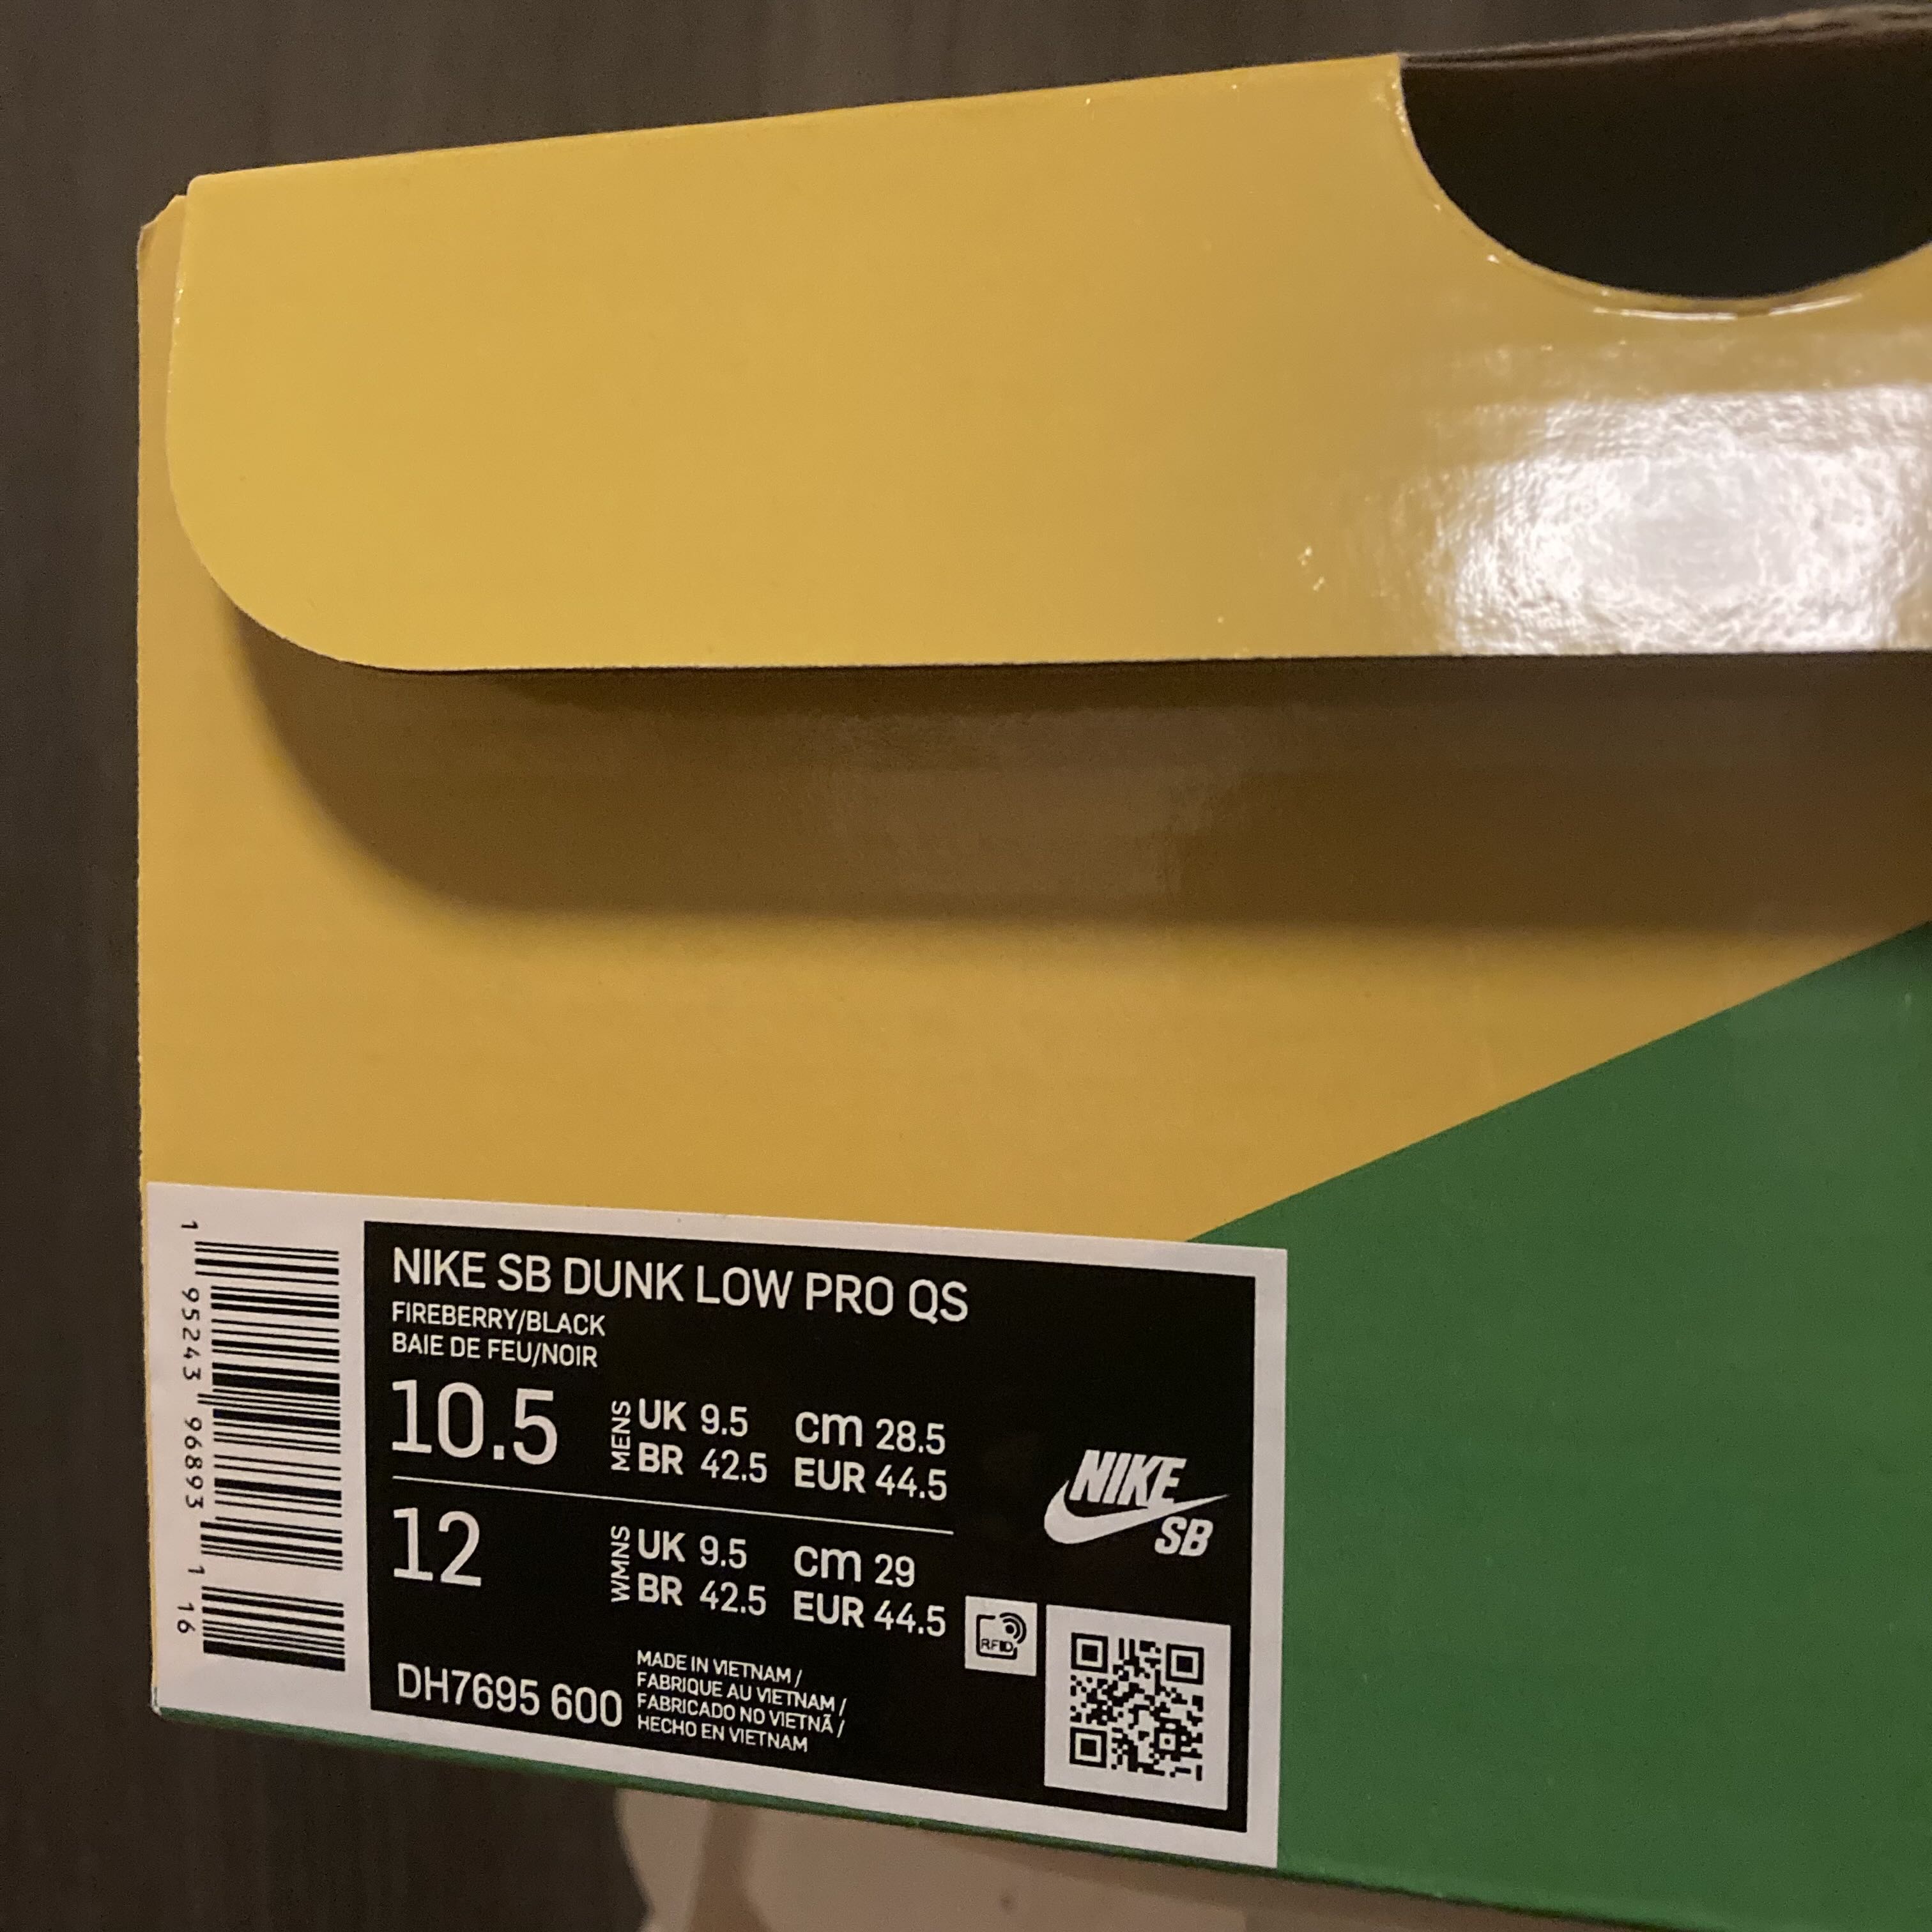 1 95243 96893 1 16
NIKE SB DUNK LOW PRO QS
FIREBERRY/BLACK
BAIE DE FEU/NOIR
10.5
MENS
UK 9.5 cm 28.5
BR 42.5 EUR 44.5
12
WMNS
UK 9.5 cm 29
BR 42.5 EUR 44.5
NIKE
SB
RFID
DH7695 600
MADE IN VIETNAM /
FABRIQUE AU VIETNAM /
FABRICADO NO VIETNÃ /
HECHO EN VIETNAM